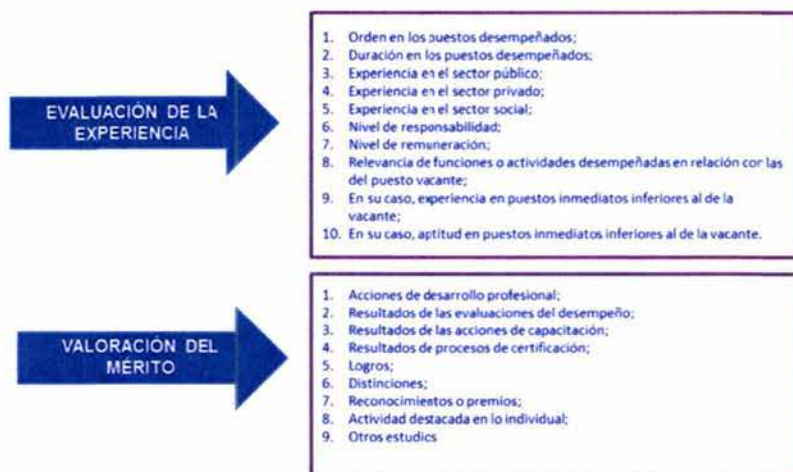 EVALUACIÓN DE LA
EXPERIENCIA
1. Orden en los puestos desempeñados;
2. Duración en los puestos desempeñados;
3. Experiencia en el sector público;
4. Experiencia en el sector privado;
5. Experiencia en el sector social;
6. Nivel de responsabilidad;
7. Nivel de remuneración;
8. Relevancia de funciones o actividades desempeñadas en relación con las
del puesto vacante;
9. En su caso, experiencia en puestos inmediatos inferiores al de la
vacante;
10. En su caso, aptitud en puestos inmediatos inferiores al de la vacante.
VALORACIÓN DEL
MÉRITO
1. Acciones de desarrollo profesional;
2. Resultados de las evaluaciones del desempeño;
3. Resultados de las acciones de capacitación;
4. Resultados de procesos de certificación;
5. Logros;
6. Distinciones;
7. Reconocimientos o premios;
8. Actividad destacada en lo individual;
9. Otros estudios